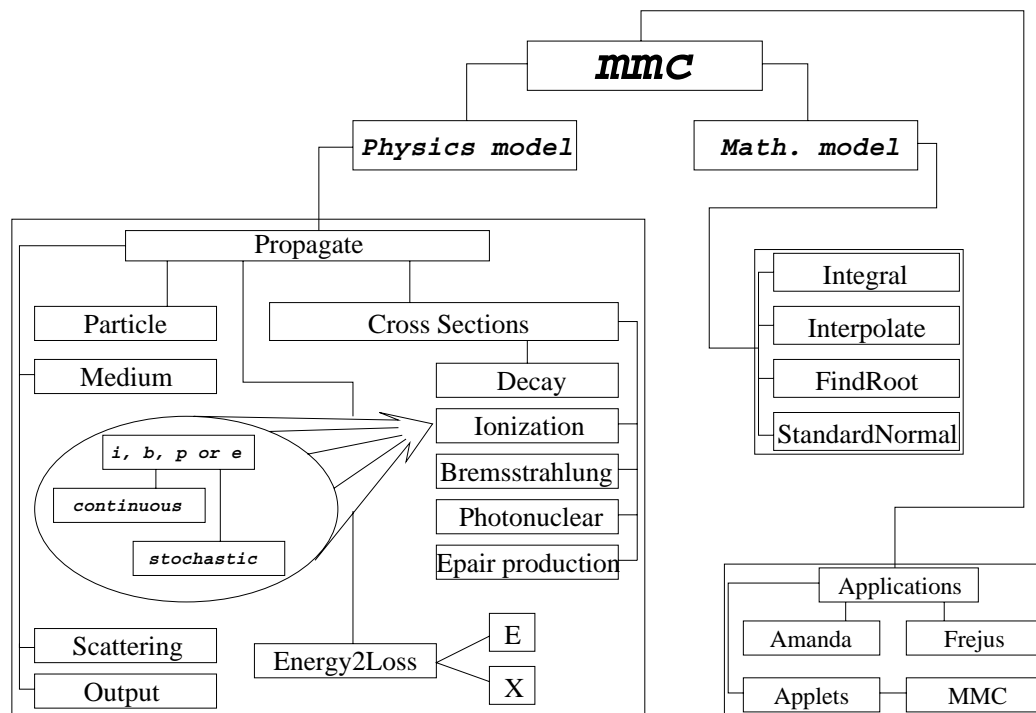 mmc
Physics model
Math. model
Propagate
Particle
Cross Sections
Medium
Decay
Ionization
Bremsstrahlung
Photonuclear
Epair production
i, b, p or e
continuous
stochastic
Scattering
Output
Energy2Loss
E
X
Integral
Interpolate
FindRoot
StandardNormal
Applications
Amanda
Frejus
Applets
MMC